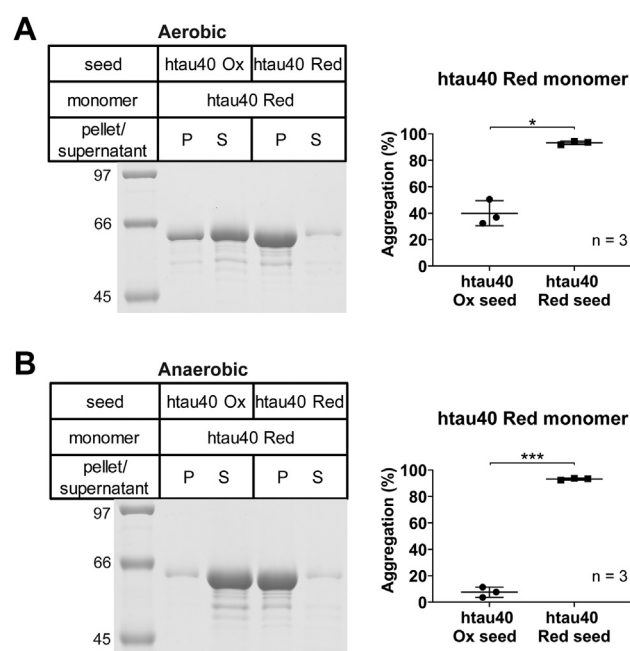 A
Aerobic
seed htau40 Ox htau40 Red
monomer htau40 Red
pellet/
supernatant P S P S
97
66
45
htau40 Red monomer
Aggregation (%)
100
80
60
40
20
0
*
n = 3
htau40 htau40
Ox seed Red seed
B
Anaerobic
seed htau40 Ox htau40 Red
monomer htau40 Red
pellet/
supernatant P S P S
97
66
45
htau40 Red monomer
Aggregation (%)
100
80
60
40
20
0
***
n = 3
htau40 htau40
Ox seed Red seed